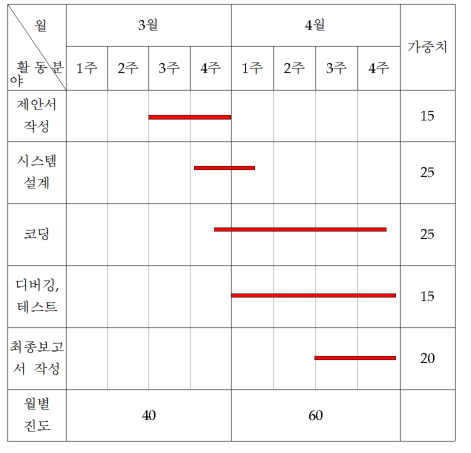 월 3월 4월 가중치
활동분야 1주 2주 3주 4주 1주 2주 3주 4주
제안서
작성 15
시스템
설계 25
코딩 25
디버깅,
테스트 15
최종보고
서 작성 20
월별
진도 40 60